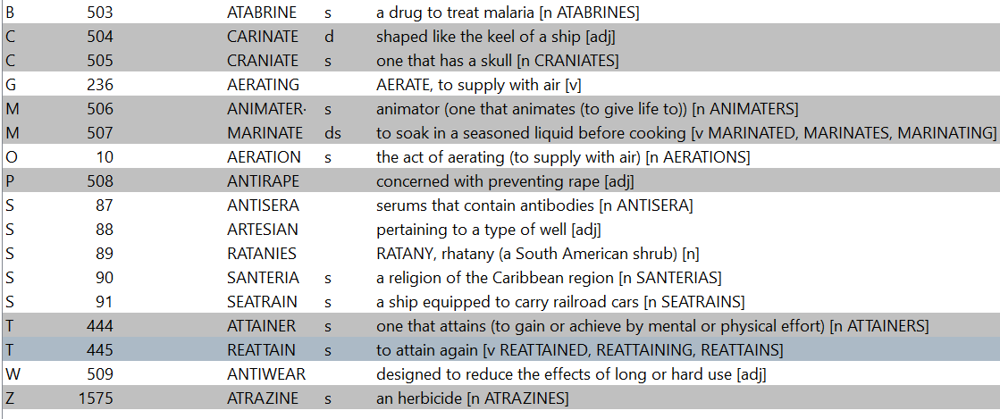 B 503 ATABRINE s a drug to treat malaria [n ATABRINES]
C 504 CARINATE d shaped like the keel of a ship [adj]
C 505 CRANIATE s one that has a skull [n CRANIATES]
G 236 AERATING AERATE, to supply with air [v]
M 506 ANIMATER· s animator (one that animates (to give life to)) [n ANIMATERS]
M 507 MARINATE ds to soak in a seasoned liquid before cooking [v MARINATED, MARINATES, MARINATING]
O 10 AERATION s the act of aerating (to supply with air) [n AERATIONS]
P 508 ANTIRAPE concerned with preventing rape [adj]
S 87 ANTISERA serums that contain antibodies [n ANTISERA]
S 88 ARTESIAN pertaining to a type of well [adj]
S 89 RATANIES RATANY, rhatany (a South American shrub) [n]
S 90 SANTERIA s a religion of the Caribbean region [n SANTERIAS]
S 91 SEATRAIN s a ship equipped to carry railroad cars [n SEATRAINS]
T 444 ATTAINER s one that attains (to gain or achieve by mental or physical effort) [n ATTAINERS]
T 445 REATTAIN s to attain again [v REATTAINED, REATTAINING, REATTAINS]
W 509 ANTIWEAR designed to reduce the effects of long or hard use [adj]
Z 1575 ATRAZINE s an herbicide [n ATRAZINES]